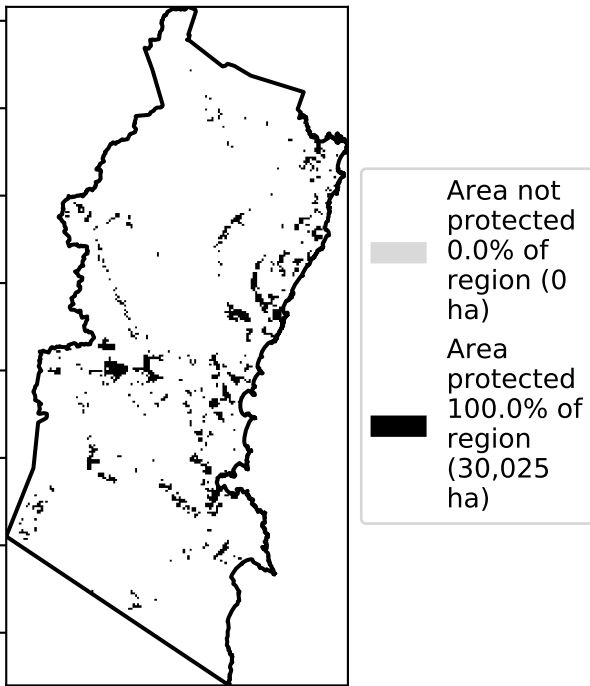 Area not
protected
0.0% of
region (0
ha)
Area
protected
100.0% of
region
(30,025
ha)